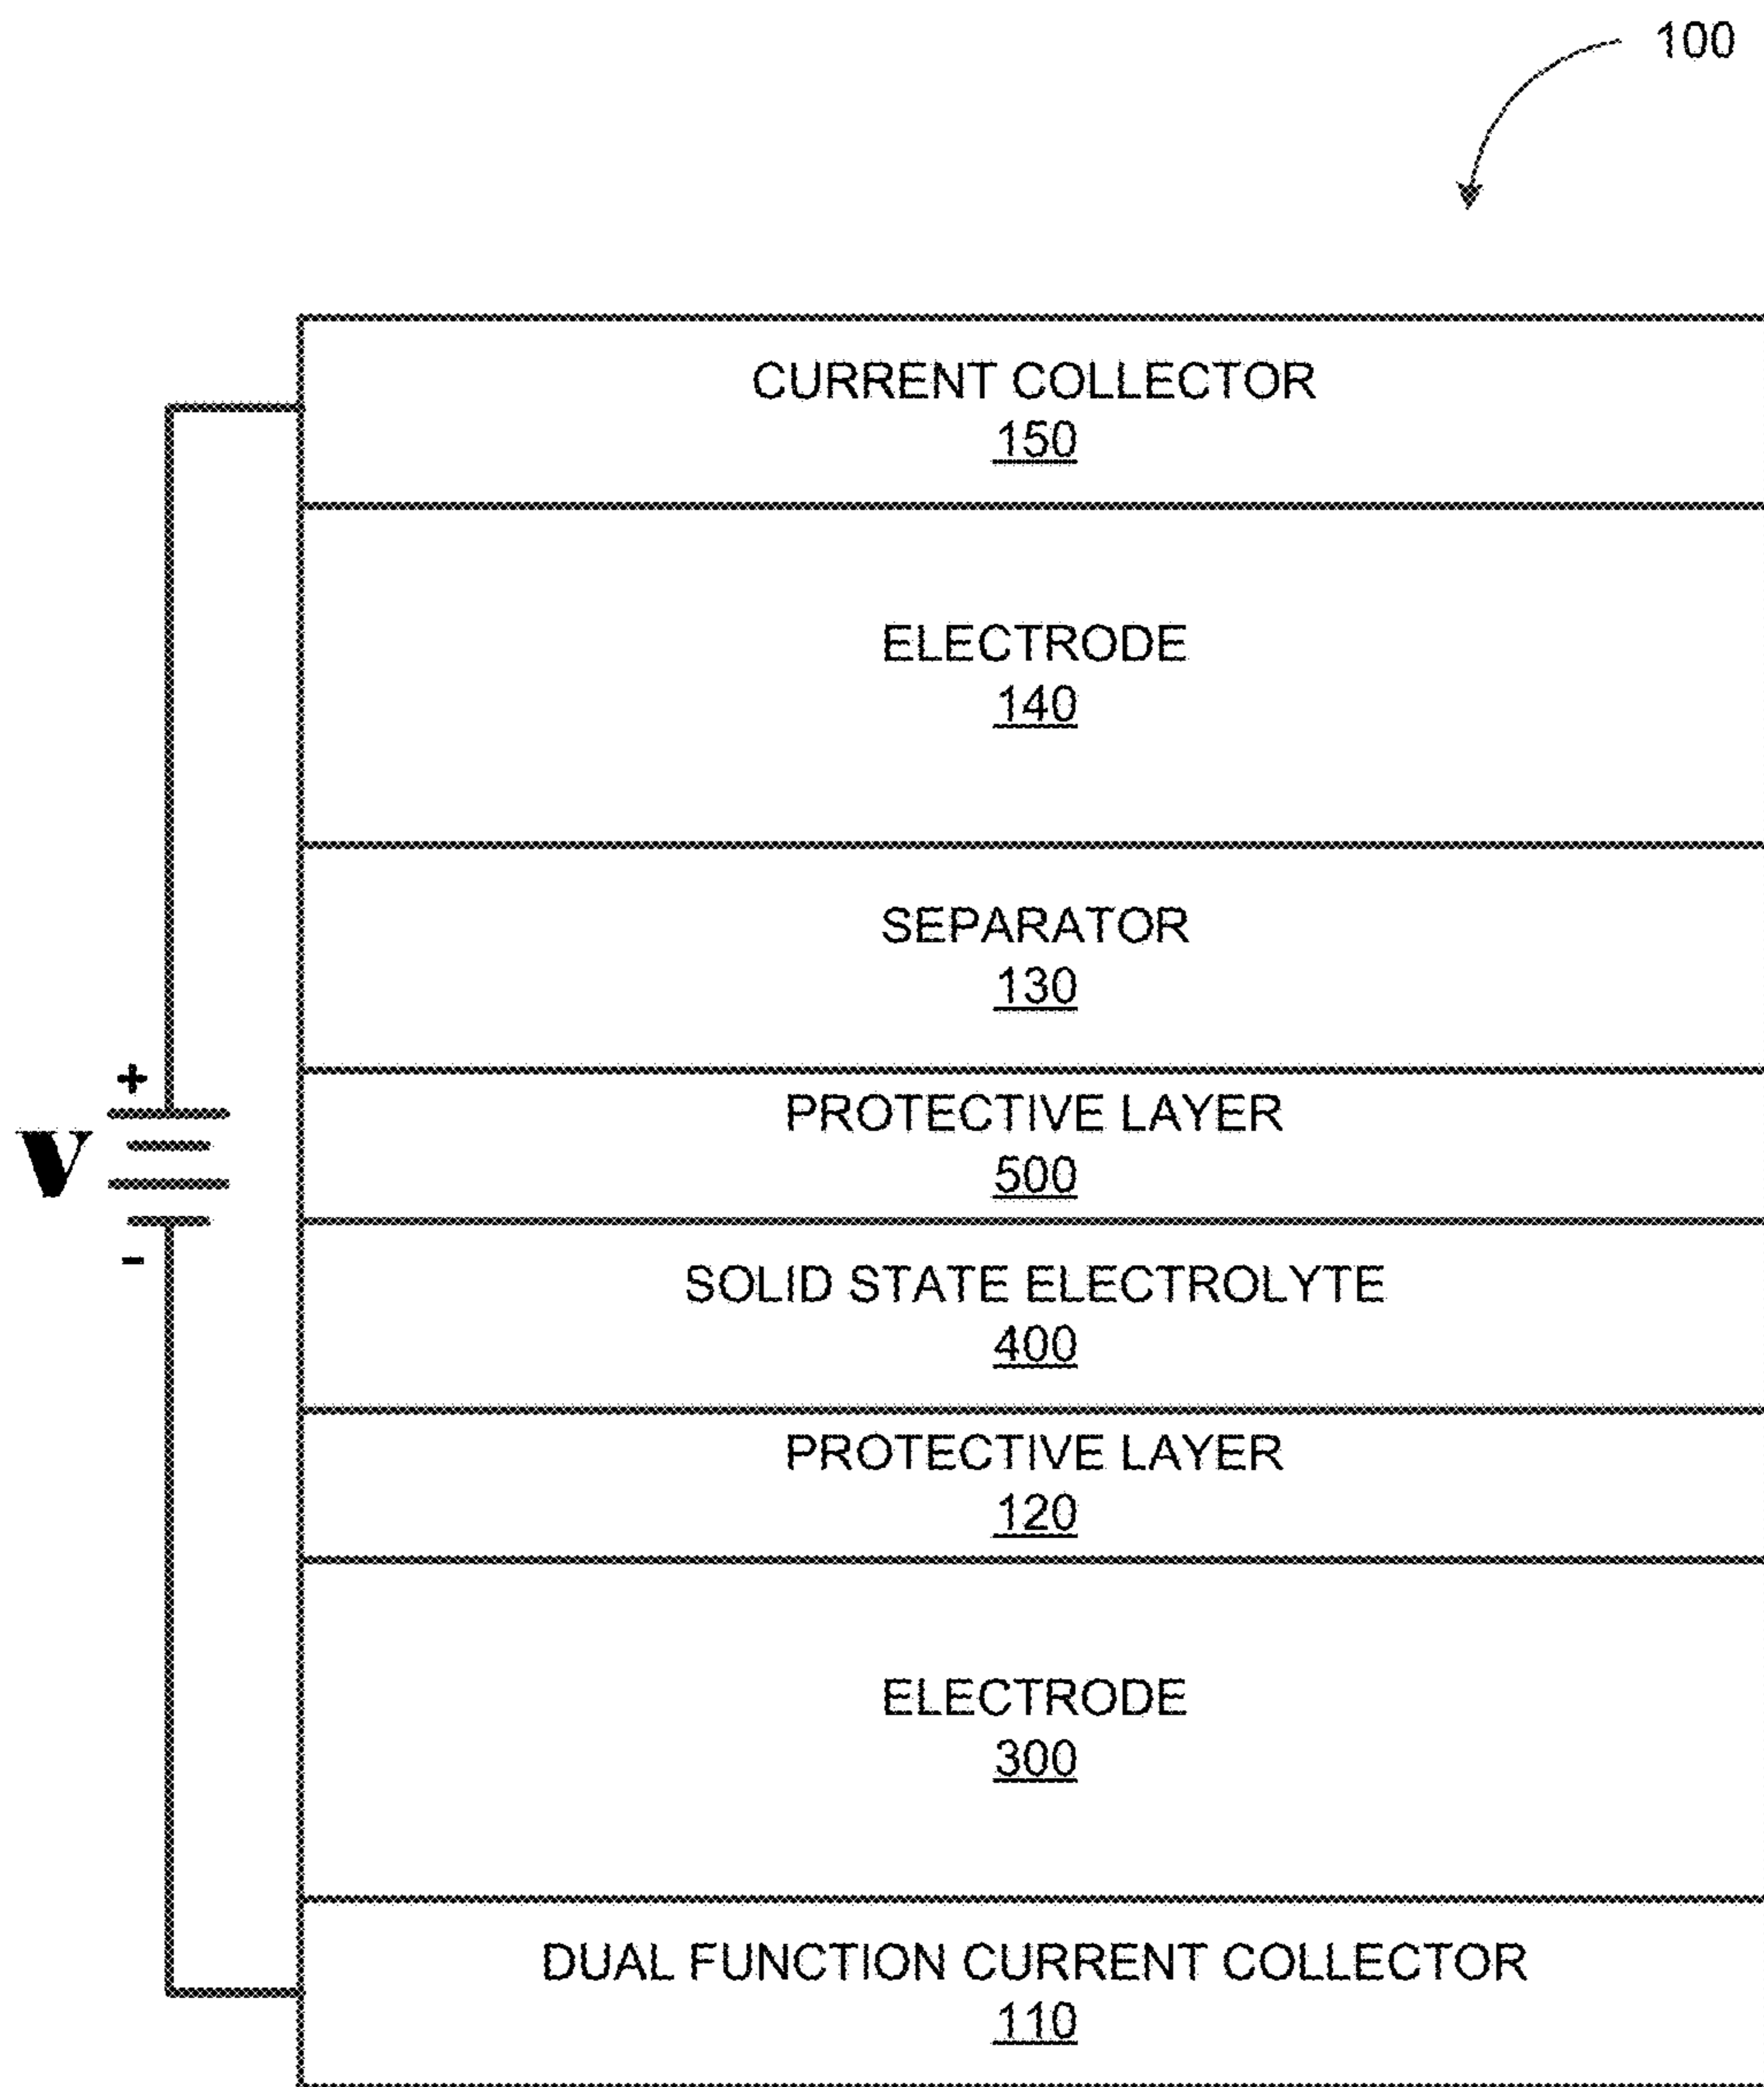 100
CURRENT COLLECTOR
150
ELECTRODE
140
SEPARATOR
130
+
V
-
PROTECTIVE LAYER
500
SOLID STATE ELECTROLYTE
400
PROTECTIVE LAYER
120
ELECTRODE
300
DUAL FUNCTION CURRENT COLLECTOR
110